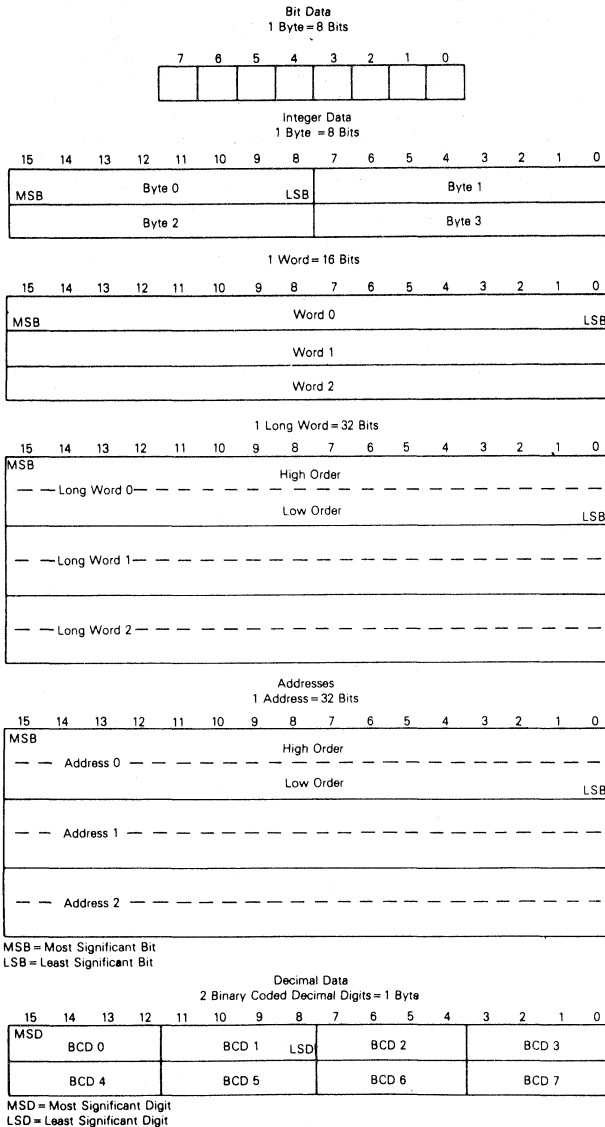 Bit Data
1 Byte = 8 Bits
7 6 5 4 3 2 1 0
Integer Data
1 Byte = 8 Bits
15 14 13 12 11 10 9 8 7 6 5 4 3 2 1 0
MSB Byte 0 LSB Byte 1
Byte 2 Byte 3
1 Word = 16 Bits
15 14 13 12 11 10 9 8 7 6 5 4 3 2 1 0
MSB Word 0 LSB
Word 1
Word 2
1 Long Word = 32 Bits
15 14 13 12 11 10 9 8 7 6 5 4 3 2 1 0
MSB
High Order
Long Word 0
Low Order
LSB
Long Word 1
Long Word 2
Addresses
1 Address = 32 Bits
15 14 13 12 11 10 9 8 7 6 5 4 3 2 1 0
MSB
High Order
Address 0
Low Order
LSB
Address 1
Address 2
MSB = Most Significant Bit
LSB = Least Significant Bit
Decimal Data
2 Binary Coded Decimal Digits = 1 Byte
15 14 13 12 11 10 9 8 7 6 5 4 3 2 1 0
MSD
BCD 0 BCD 1 LSD BCD 2 BCD 3
BCD 4 BCD 5 BCD 6 BCD 7
MSD = Most Significant Digit
LSD = Least Significant Digit